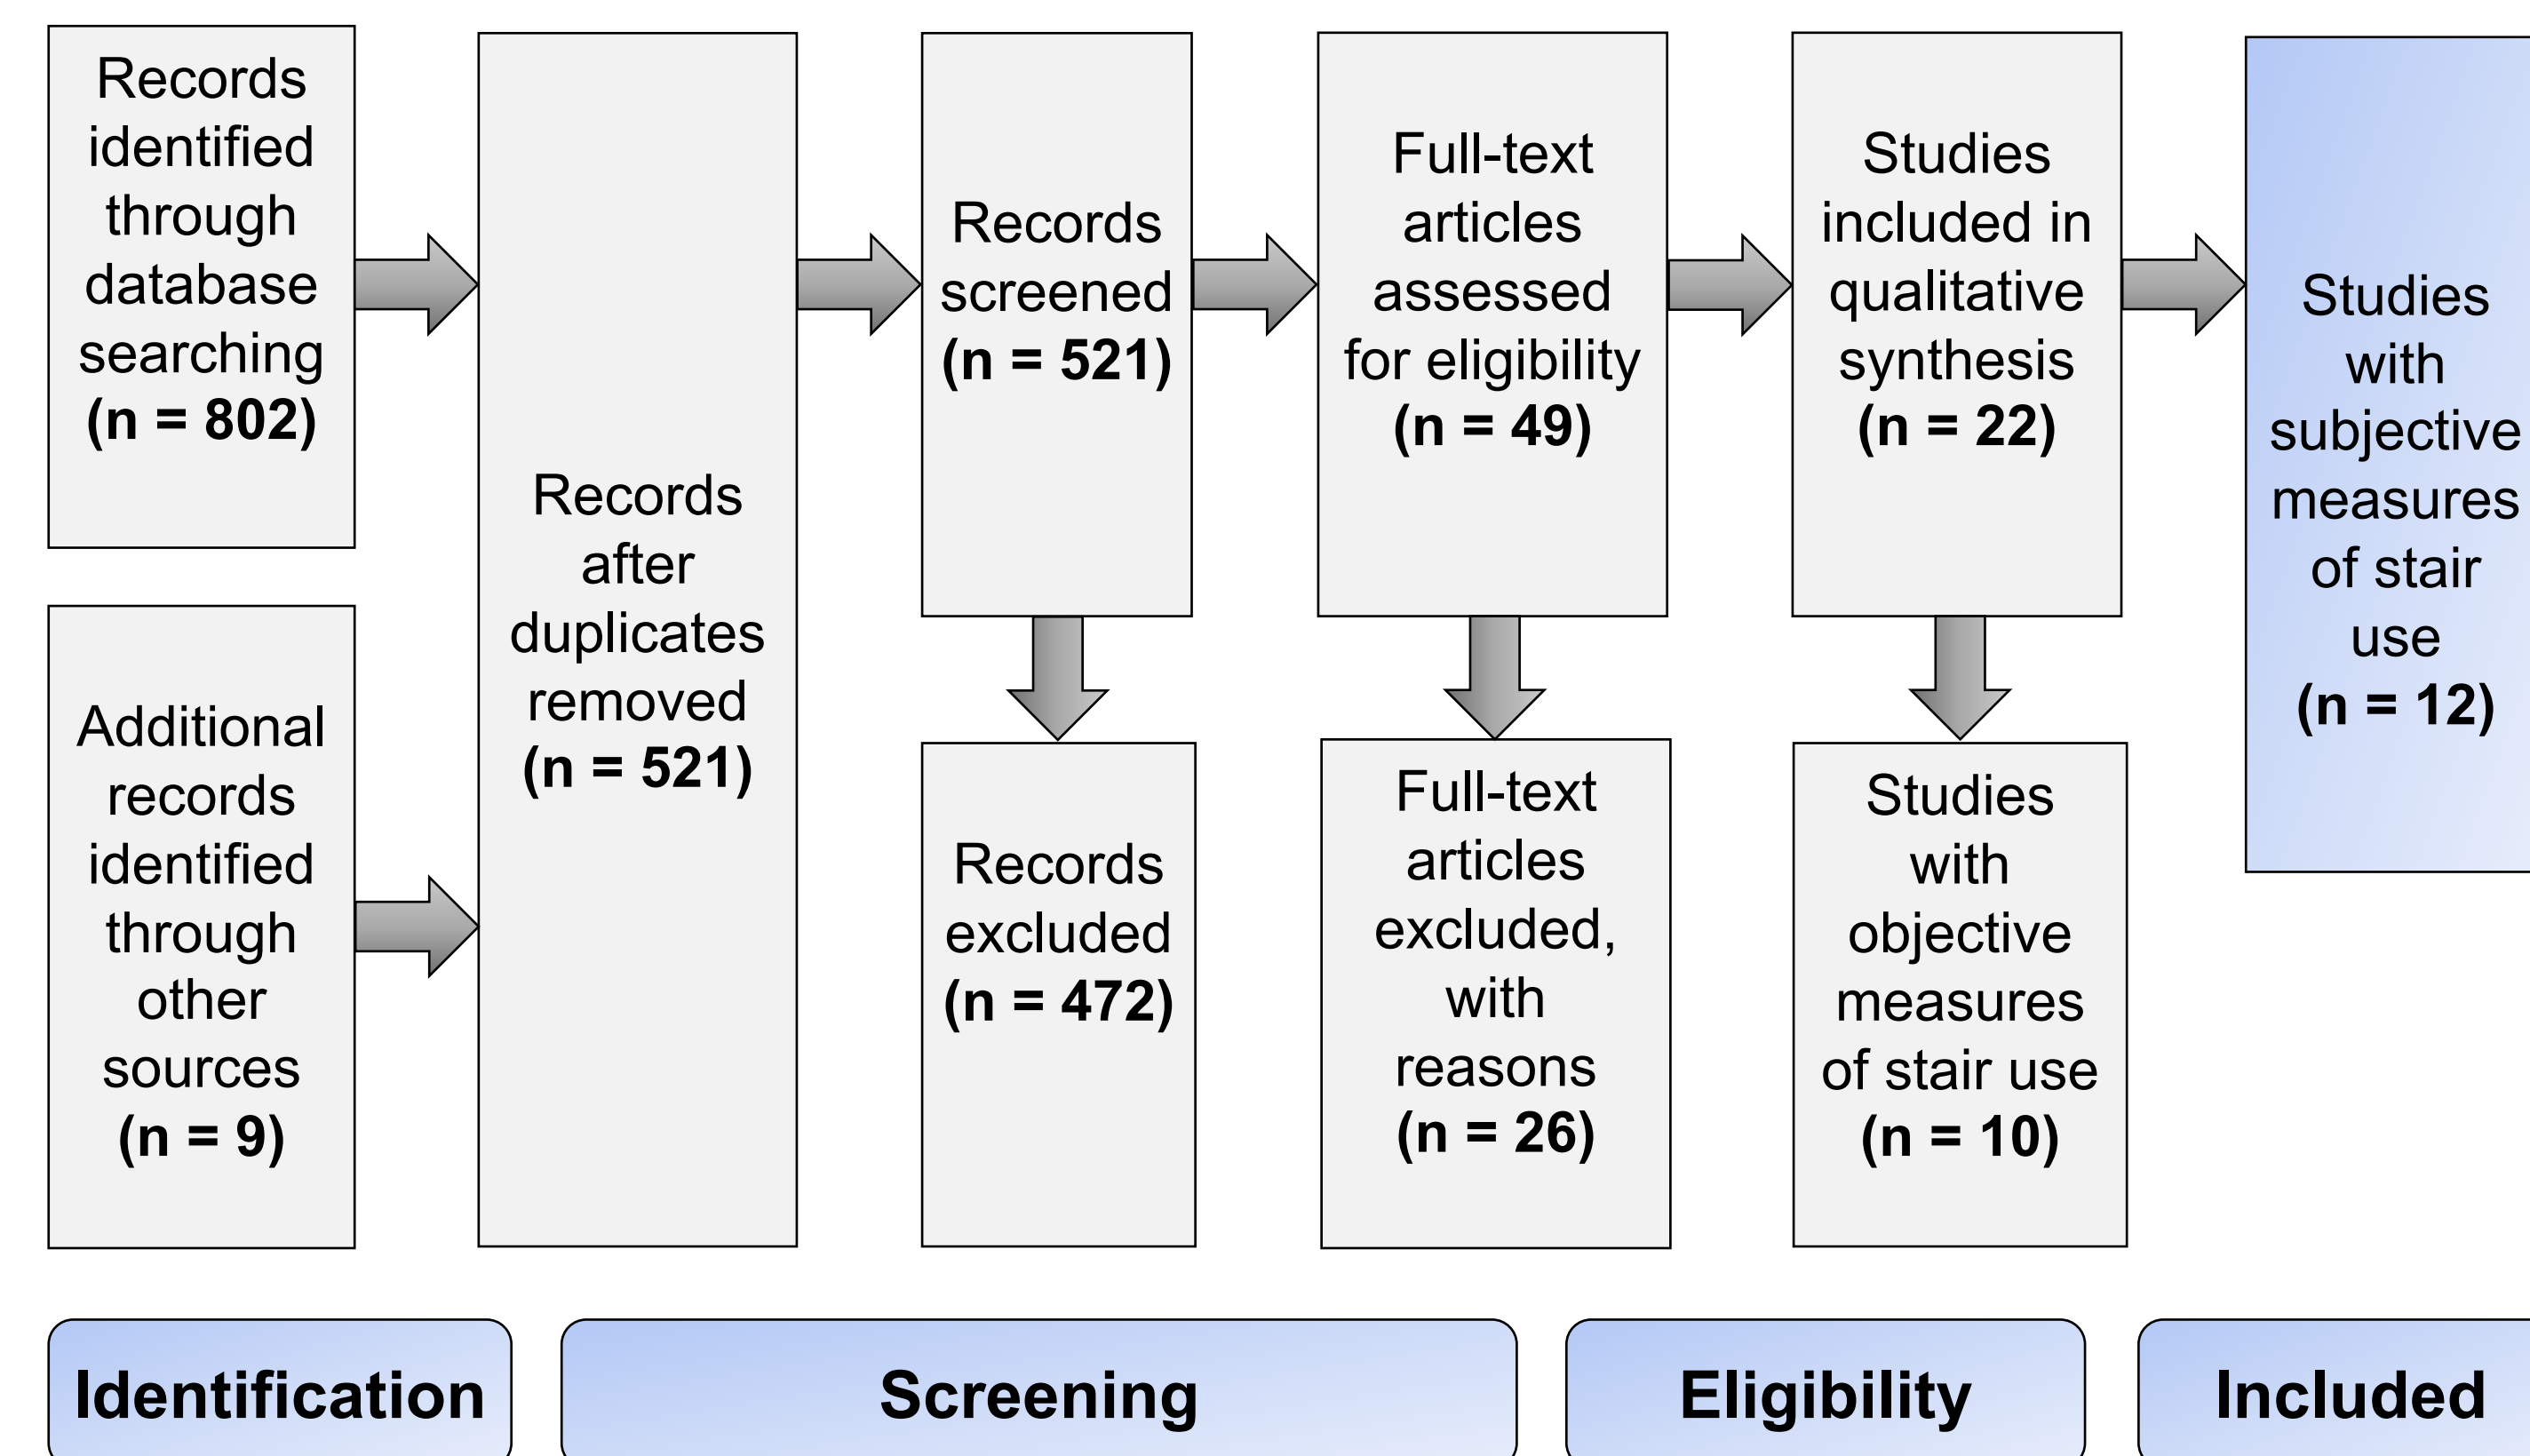 Records
identified
through
database
searching
(n = 802)
Additional
records
identified
through
other
sources
(n = 9)
Records
after
duplicates
removed
(n = 521)
Records
screened
(n = 521)
Records
excluded
(n = 472)
Full-text
articles
assessed
for eligibility
(n = 49)
Full-text
articles
excluded,
with
reasons
(n = 26)
Studies
included in
qualitative
synthesis
(n = 22)
Studies
with
objective
measures
of stair use
(n = 10)
Studies
with
subjective
measures
of stair
use
(n = 12)
Identification
Screening
Eligibility
Included